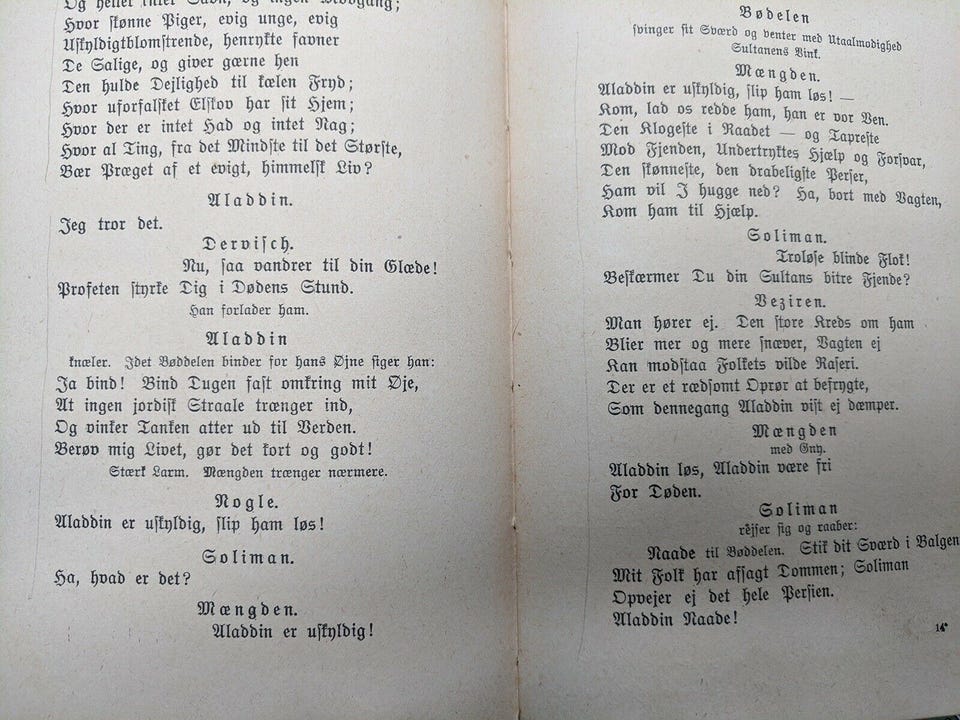 Og heller intet Savn, og ingen Modgang;
Hvor skønne Piger, evig unge, evig
Uskyldigtblomstrende, henrykte favner
De Salige, og giver gærne hen
Den hulde Dejlighed til kælen Fryd;
Hvor uforfalsket Elskov har sit Hjem;
Hvor der er intet Had og intet Nag;
Hvor al Ting, fra det Mindste til det Største,
Bær Præget af et evigt, himmelsk Liv?
Aladdin.
Jeg tror det.
Dervisch.
Nu, saa vandrer til din Glæde!
Profeten styrke Dig i Dødens Stund.
Han forlader ham.
Aladdin
knæler. Idet Bøddelen binder for hans Øjne siger han:
Ja bind! Bind Dugen fast omkring mit Øje,
At ingen jordisk Straale trænger ind,
Og vinker Tanken atter ud til Verden.
Berøv mig Livet, gør det kort og godt!
Stærk Larm. Mængden trænger nærmere.
Nogle.
Aladdin er uskyldig, slip ham løs!
Soliman.
Ha, hvad er det?
Mængden.
Aladdin er uskyldig!
Bødelen
svinger sit Sværd og venter med Utaalmodighed
Sultanens Vink.
Mængden.
Aladdin er uskyldig, slip ham løs! —
Kom, lad os redde ham, han er vor Ven.
Den Klogeste i Raadet — og Tapreste
Mod Fjenden, Undertryktes Hjælp og Forsvar,
Den skønneste, den drabeligste Perser,
Ham vil I hugge ned? Ha, bort med Vagten,
Kom ham til Hjælp.
Soliman.
Troløse blinde Flok!
Beskærmer Du din Sultans bitre Fjende?
Veziren.
Man hører ej. Den store Kreds om ham
Blier mer og mere snæver, Vagten ej
Kan modstaa Folkets vilde Raseri.
Der er et rædsomt Oprør at befrygte,
Som dennegang Aladdin vist ej dæmper.
Mængden
med Gny.
Aladdin løs, Aladdin være fri
For Døden.
Soliman
rejser sig og raaber:
Naade til Bøddelen. Stik dit Sværd i Balgen
Mit Folk har afsagt Dommen; Soliman
Opvejer ej det hele Persien.
Aladdin Naade!
14*